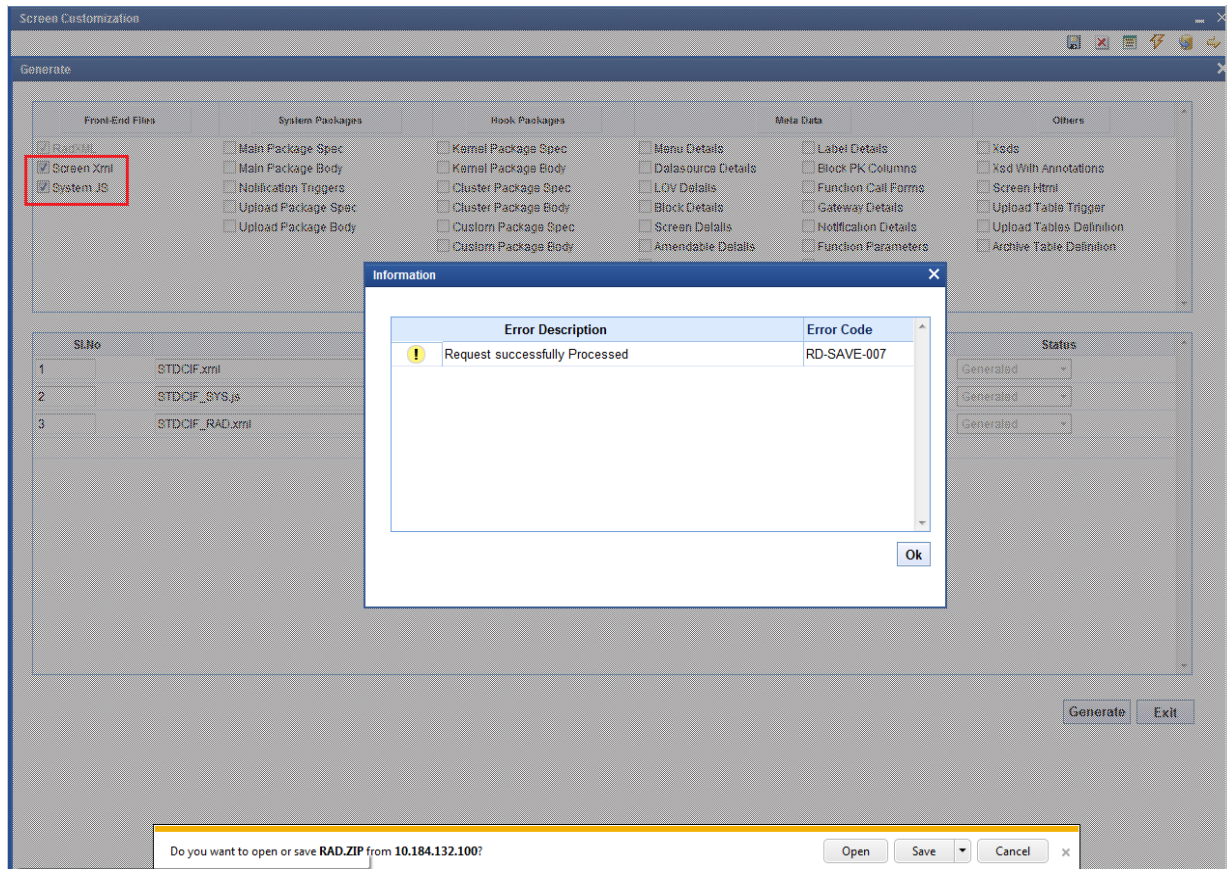 Screen Customization
Generate
Front-End Files System Packages Hook Packages Meta Data Others
RadXML Main Package Spec Kernel Package Spec Menu Details Label Details Xsds
Screen Xml Main Package Body Kernel Package Body Datasource Details Block PK Columns Xsd With Annotations
System JS Notification Triggers Cluster Package Spec LOV Details Function Call Forms Screen Html
Upload Package Spec Cluster Package Body Block Details Gateway Details Upload Table Trigger
Upload Package Body Custom Package Spec Screen Details Notification Details Upload Tables Definition
Custom Package Body Amendable Details Function Parameters Archive Table Definition
Information
Error Description Error Code
Request successfully Processed RD-SAVE-007
Ok
Sl.No Status
1 STDCIF.xml Generated
2 STDCIF_SYS.js Generated
3 STDCIF_RAD.xml Generated
Generate Exit
Do you want to open or save RAD.ZIP from 10.184.132.100?
Open Save Cancel